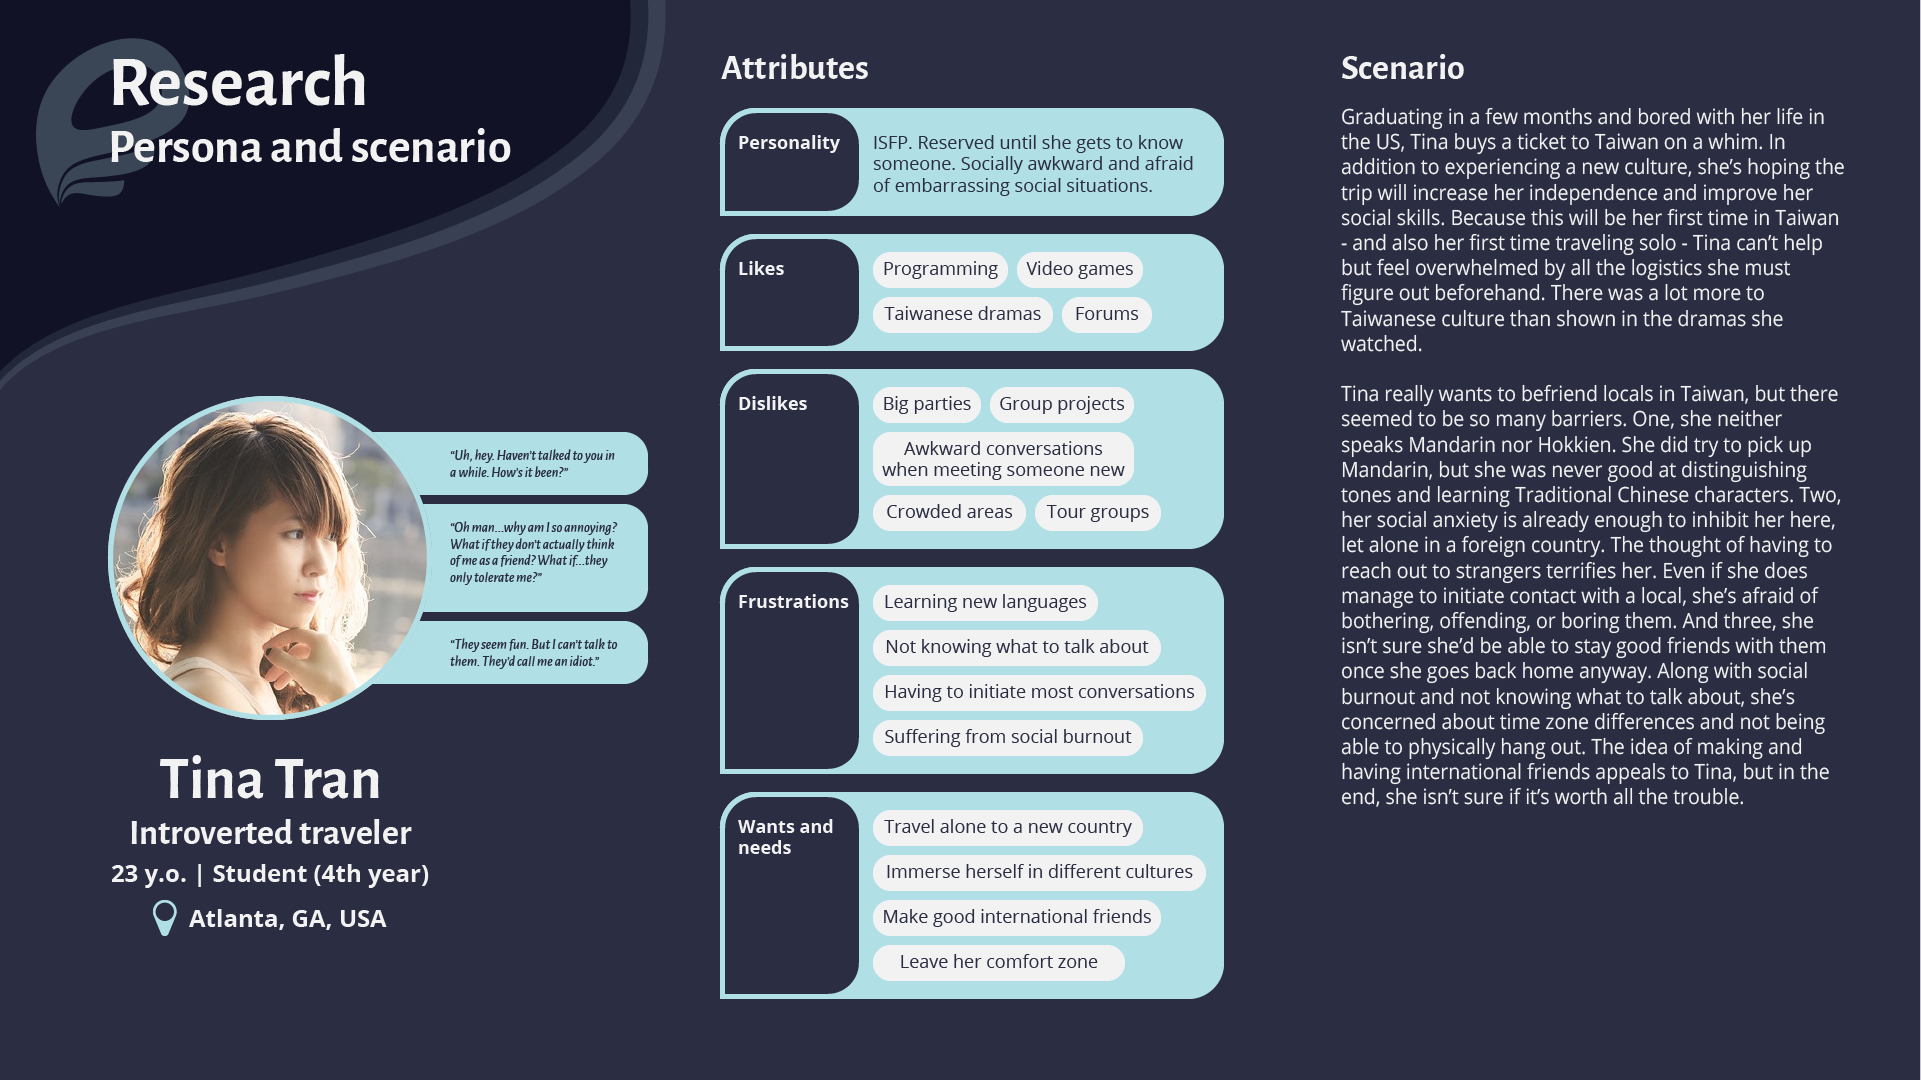 Research
Persona and scenario
“Uh, hey. Haven’t talked to you in
a while. How’s it been?”
“Oh man...why am I so annoying?
What if they don’t actually think
of me as a friend? What if...they
only tolerate me?”
“They seem fun. But I can’t talk to
them. They’d call me an idiot.”
Tina Tran
Introverted traveler
23 y.o. | Student (4th year)
Atlanta, GA, USA
Attributes
Personality
ISFP. Reserved until she gets to know
someone. Socially awkward and afraid
of embarrassing social situations.
Likes
Programming
Video games
Taiwanese dramas
Forums
Dislikes
Big parties
Group projects
Awkward conversations
when meeting someone new
Crowded areas
Tour groups
Frustrations
Learning new languages
Not knowing what to talk about
Having to initiate most conversations
Suffering from social burnout
Wants and
needs
Travel alone to a new country
Immerse herself in different cultures
Make good international friends
Leave her comfort zone
Scenario
Graduating in a few months and bored with her life in
the US, Tina buys a ticket to Taiwan on a whim. In
addition to experiencing a new culture, she’s hoping the
trip will increase her independence and improve her
social skills. Because this will be her first time in Taiwan
- and also her first time traveling solo - Tina can’t help
but feel overwhelmed by all the logistics she must
figure out beforehand. There was a lot more to
Taiwanese culture than shown in the dramas she
watched.
Tina really wants to befriend locals in Taiwan, but there
seemed to be so many barriers. One, she neither
speaks Mandarin nor Hokkien. She did try to pick up
Mandarin, but she was never good at distinguishing
tones and learning Traditional Chinese characters. Two,
her social anxiety is already enough to inhibit her here,
let alone in a foreign country. The thought of having to
reach out to strangers terrifies her. Even if she does
manage to initiate contact with a local, she’s afraid of
bothering, offending, or boring them. And three, she
isn’t sure she’d be able to stay good friends with them
once she goes back home anyway. Along with social
burnout and not knowing what to talk about, she’s
concerned about time zone differences and not being
able to physically hang out. The idea of making and
having international friends appeals to Tina, but in the
end, she isn’t sure if it’s worth all the trouble.